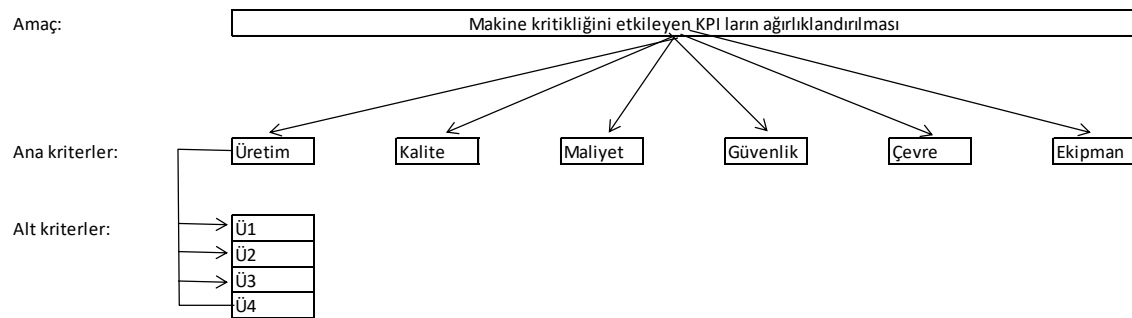 Amaç: Makine kritikliğini etkileyen KPI ların ağırlıklandırılması
Ana kriterler: Üretim Kalite Maliyet Güvenlik Çevre Ekipman
Alt kriterler: Ü1
Ü2
Ü3
Ü4